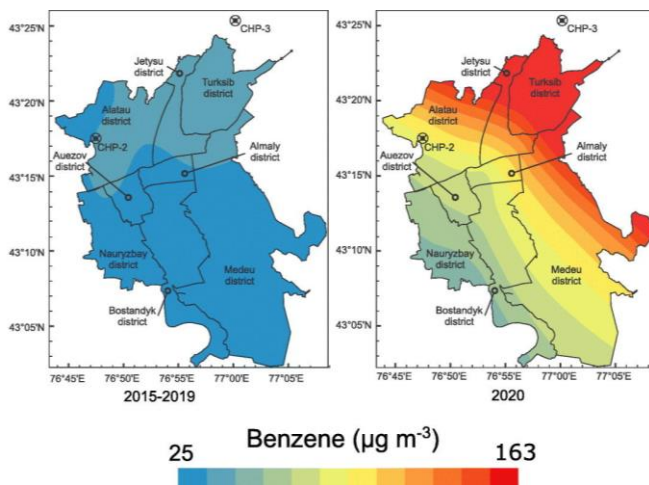 43°25'N
43°20'N
43°15'N
43°10'N
43°05'N
CHP-3
Jetysu
district
Turksib
district
Alatau
district
CHP-2
Auezov
district
Almaly
district
Nauryzbay
district
Medeu
district
Bostandyk
district
76°45'E 76°50'E 76°55'E 77°00'E 77°05'E
2015-2019
43°25'N
43°20'N
43°15'N
43°10'N
43°05'N
CHP-3
Jetysu
district
Turksib
district
Alatau
district
CHP-2
Auezov
district
Almaly
district
Nauryzbay
district
Medeu
district
Bostandyk
district
76°45'E 76°50'E 76°55'E 77°00'E 77°05'E
2020
Benzene (µg m⁻³)
25 163